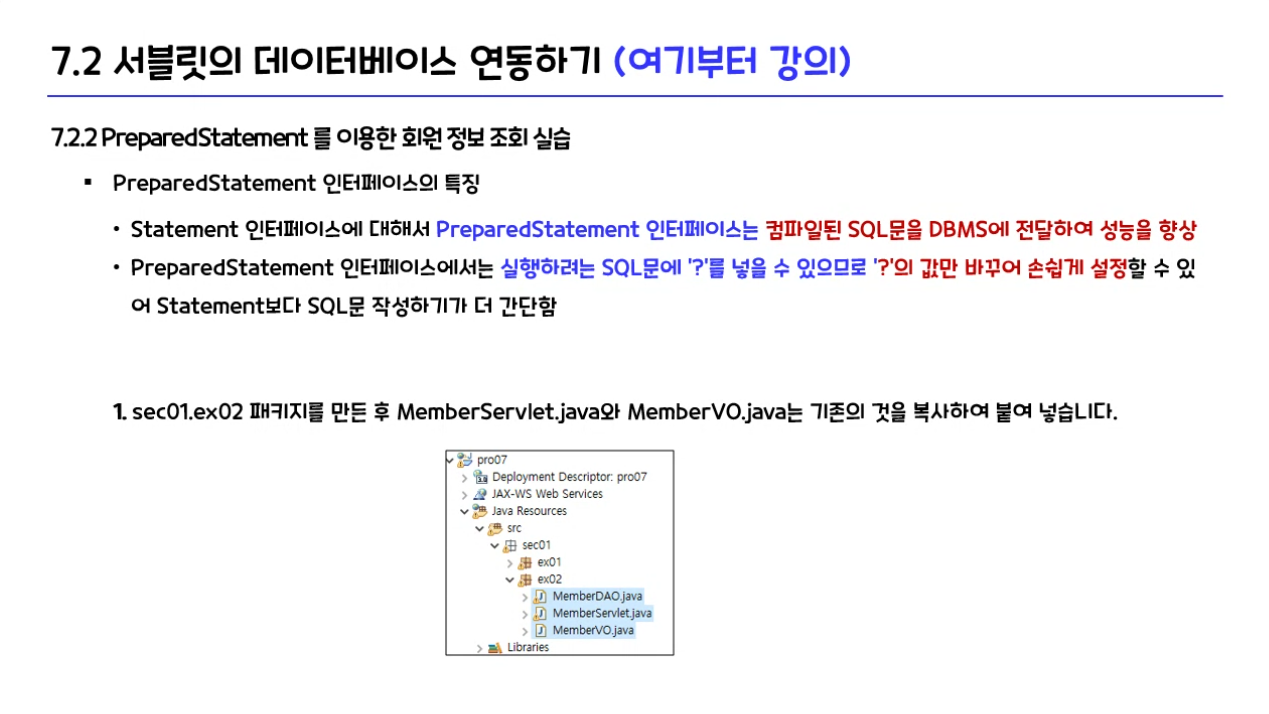 7.2 서블릿의 데이터베이스 연동하기 (여기부터 강의)
7.2.2 PreparedStatement 를 이용한 회원 정보 조회 실습
▪ PreparedStatement 인터페이스의 특징
• Statement 인터페이스에 대해서 PreparedStatement 인터페이스는 컴파일된 SQL문을 DBMS에 전달하여 성능을 향상
• PreparedStatement 인터페이스에서는 실행하려는 SQL문에 '?'를 넣을 수 있으므로 '?'의 값만 바꾸어 손쉽게 설정할 수 있
어 Statement보다 SQL문 작성하기가 더 간단함
1. sec01.ex02 패키지를 만든 후 MemberServlet.java와 MemberVO.java는 기존의 것을 복사하여 붙여 넣습니다.
pro07
Deployment Descriptor: pro07
JAX-WS Web Services
Java Resources
src
sec01
ex01
ex02
MemberDAO.java
MemberServlet.java
MemberVO.java
Libraries